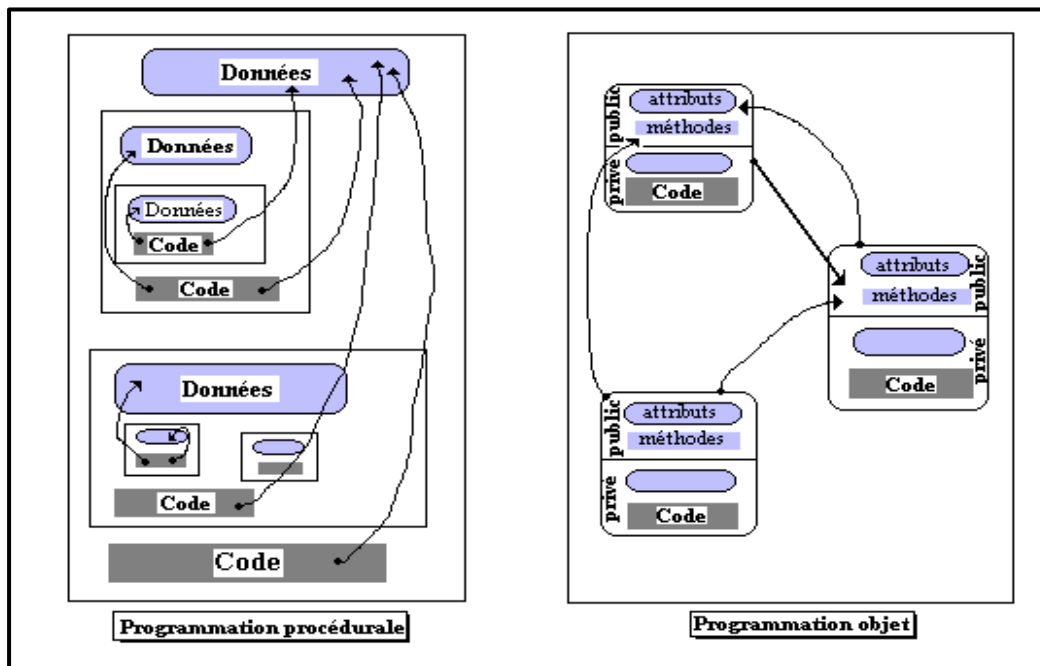 Données
Données
Données
Code
Code
Données
Code
Code
Programmation procédurale
public
attributs
méthodes
privé
Code
attributs
méthodes
public
Code
privé
public
attributs
méthodes
privé
Code
Programmation objet